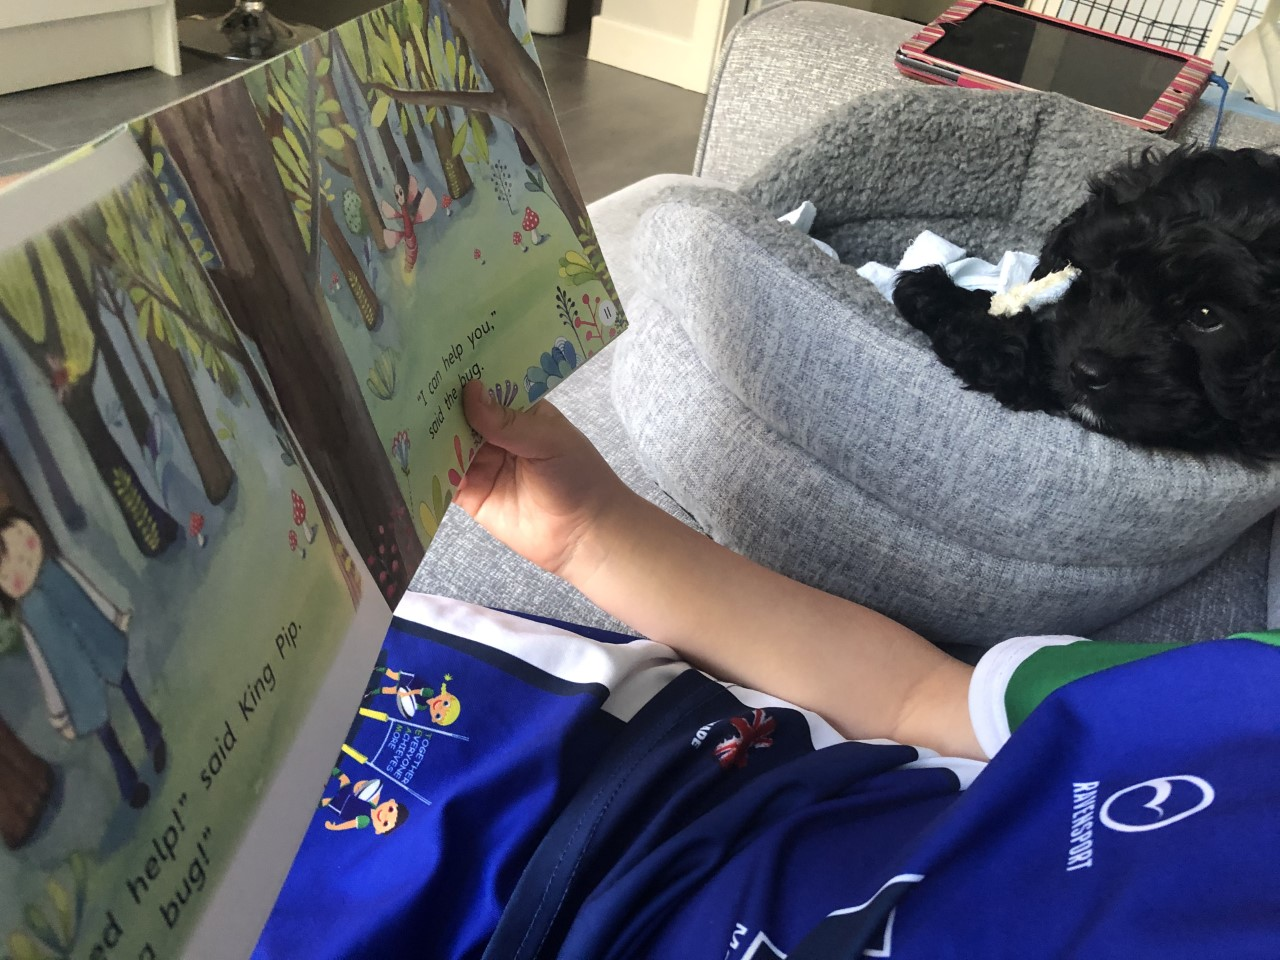 help!" said King Pip.
bug!"
"I can help you,"
said the bug.
11
TOGETHER
EVERYONE
ACHIEVES
MORE
RAVENSPORT